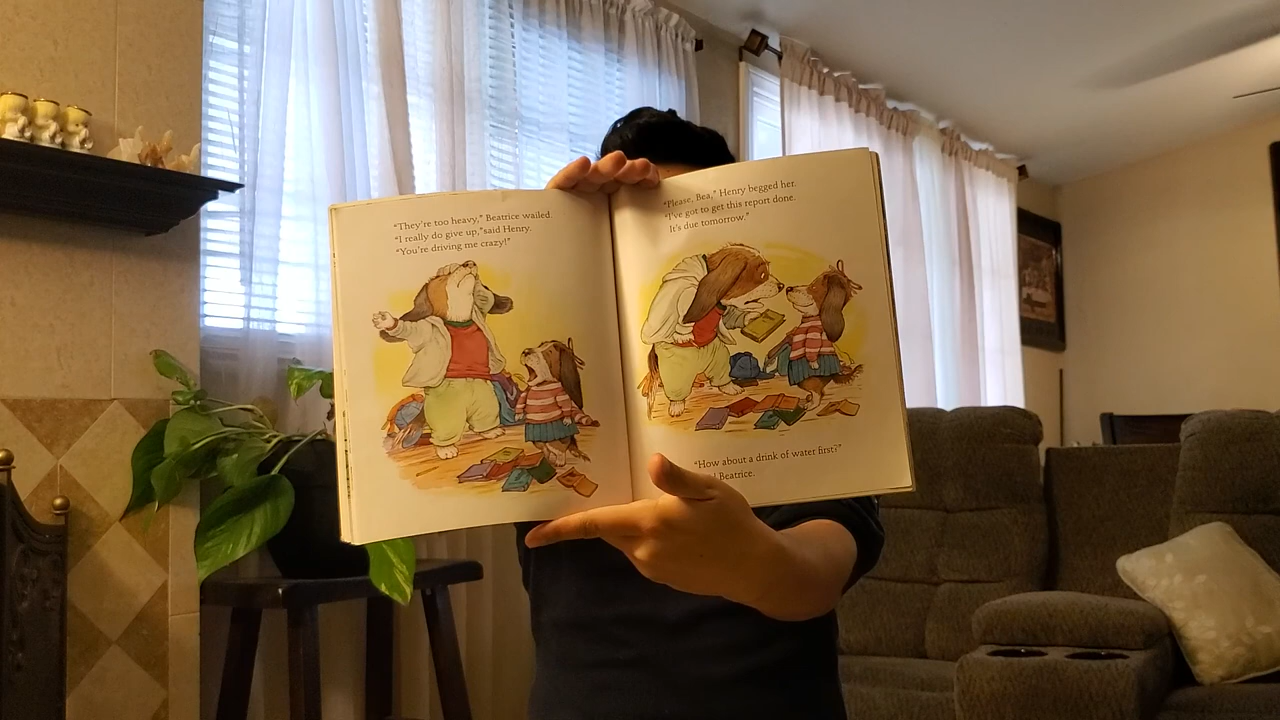 "They're too heavy," Beatrice wailed.
"I really do give up,"said Henry.
"You're driving me crazy!"
"Please, Bea," Henry begged her.
"I've got to get this report done.
It's due tomorrow."
"How about a drink of water first?"
Beatrice.